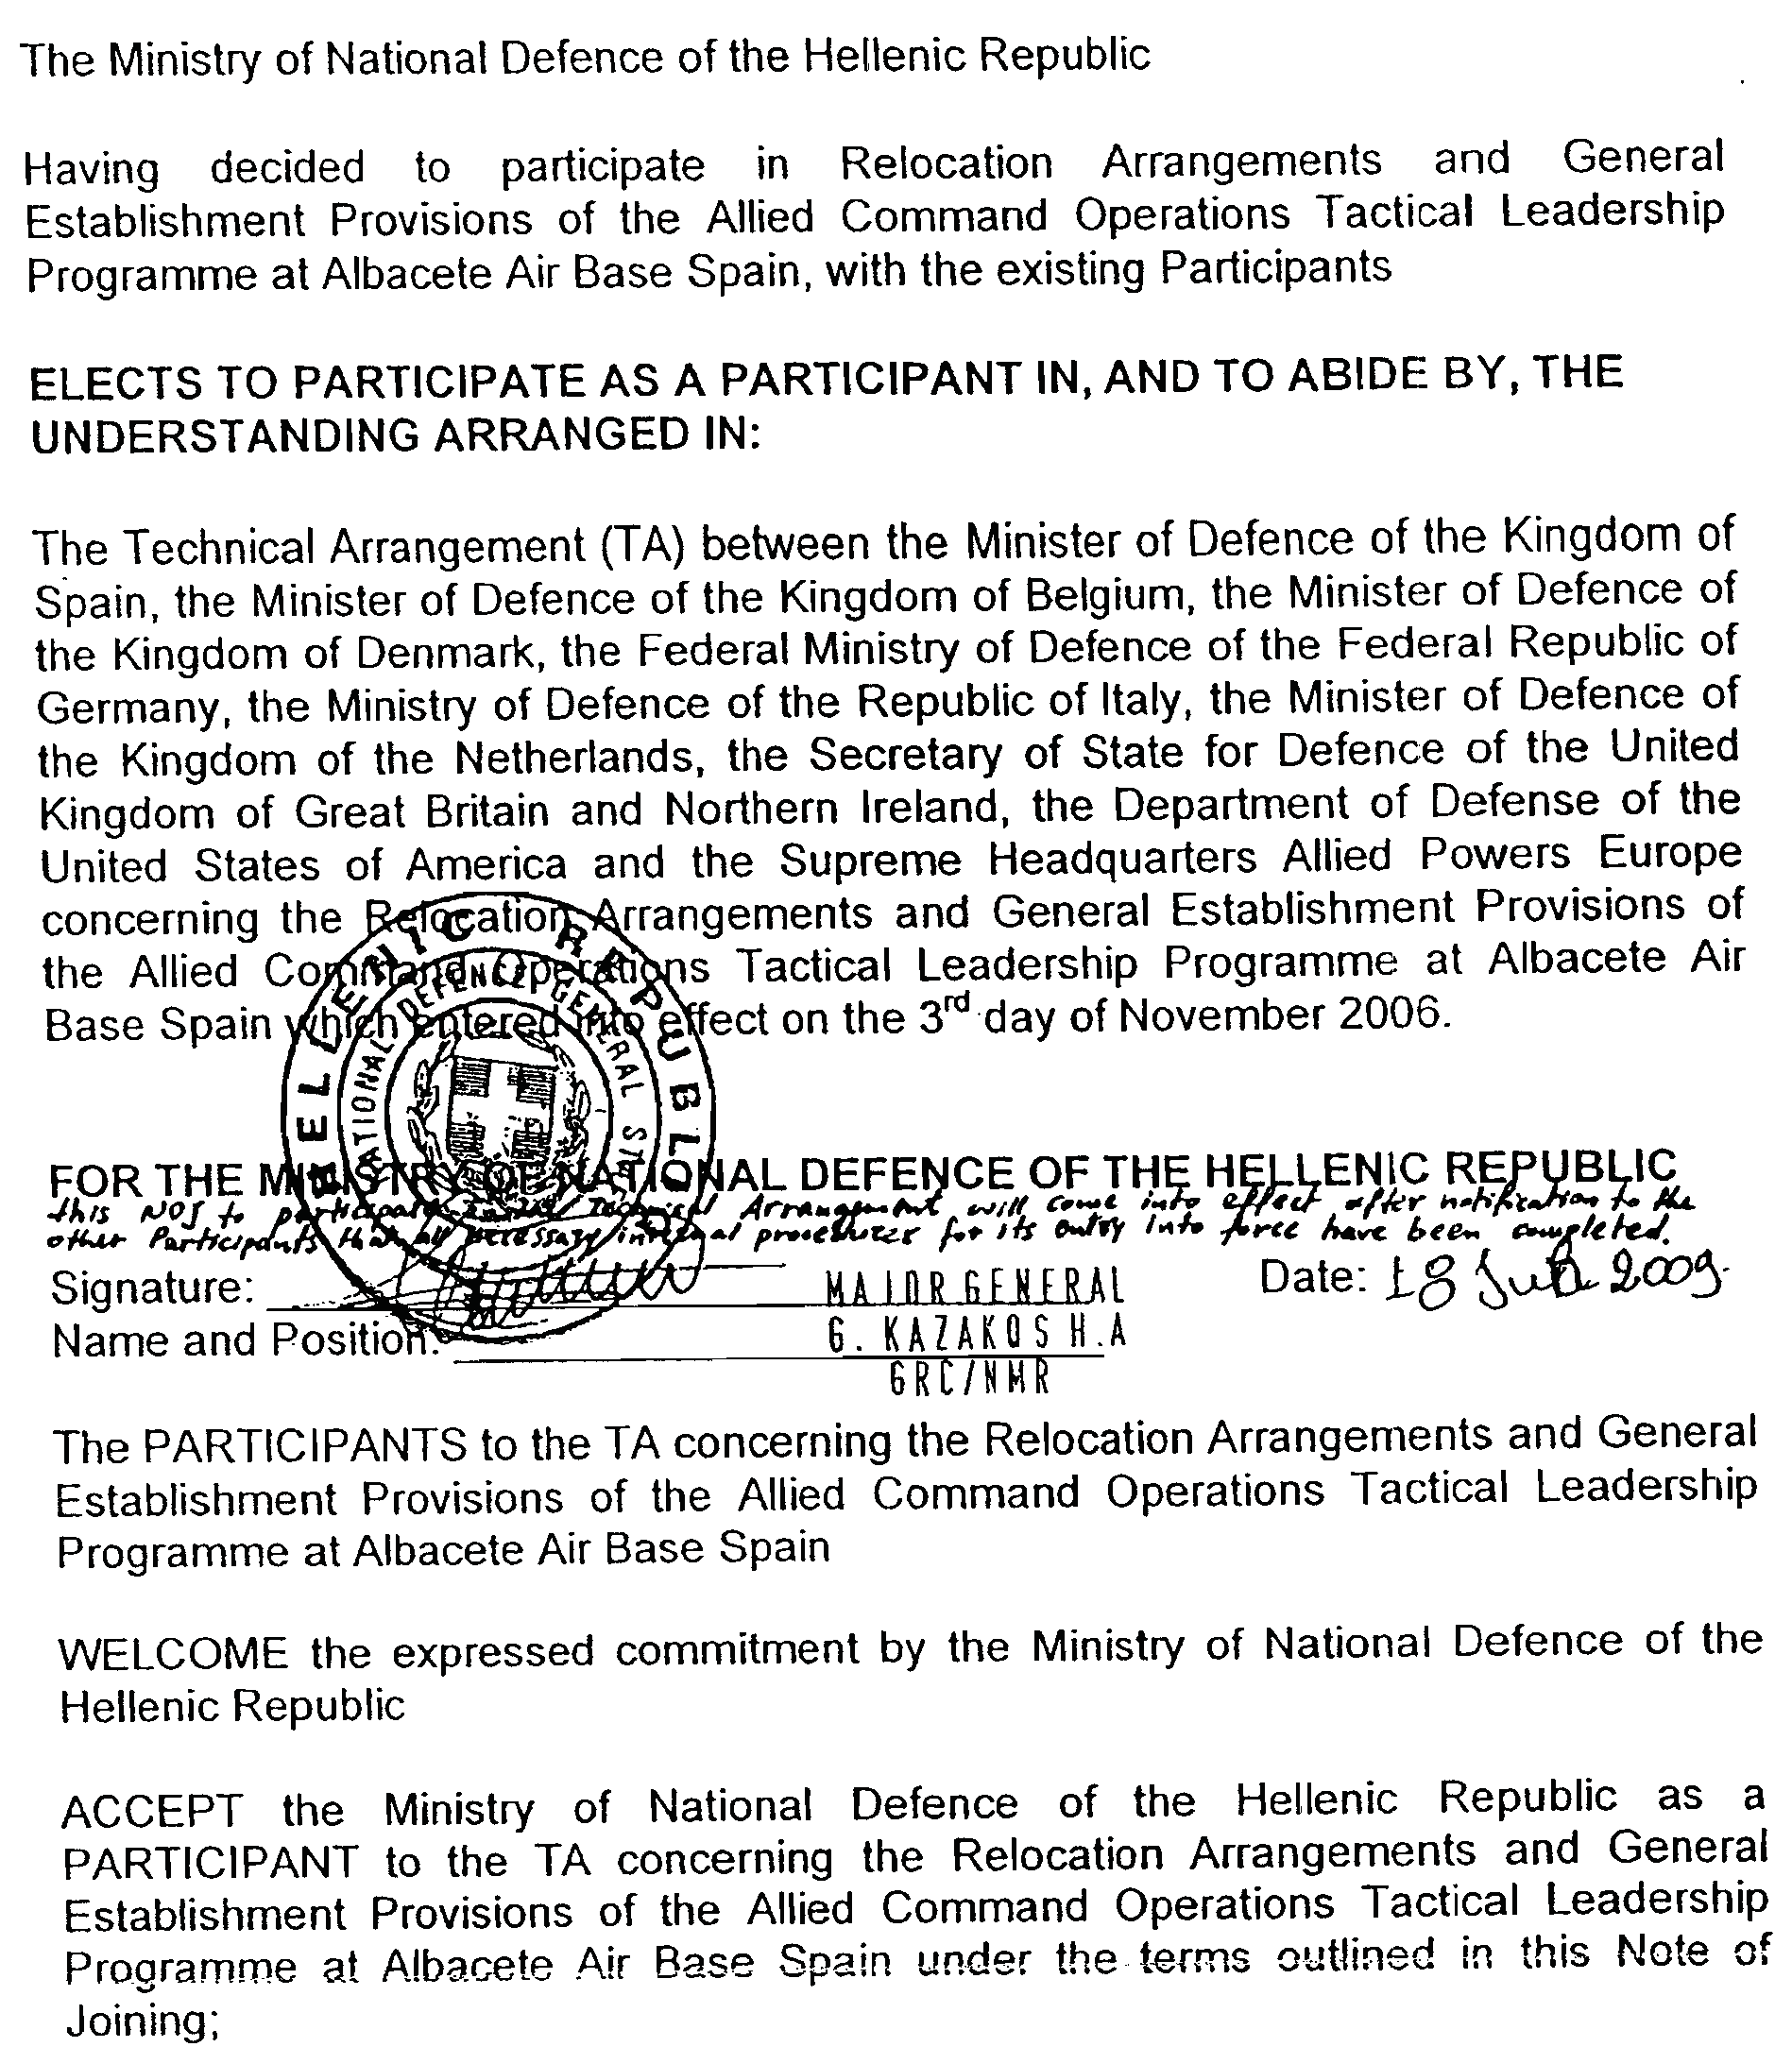 The Ministry of National Defence of the Hellenic Republic
Having decided to participate in Relocation Arrangements and General
Establishment Provisions of the Allied Command Operations Tactical Leadership
Programme at Albacete Air Base Spain, with the existing Participants
ELECTS TO PARTICIPATE AS A PARTICIPANT IN, AND TO ABIDE BY, THE
UNDERSTANDING ARRANGED IN:
The Technical Arrangement (TA) between the Minister of Defence of the Kingdom of
Spain, the Minister of Defence of the Kingdom of Belgium, the Minister of Defence of
the Kingdom of Denmark, the Federal Ministry of Defence of the Federal Republic of
Germany, the Ministry of Defence of the Republic of Italy, the Minister of Defence of
the Kingdom of the Netherlands, the Secretary of State for Defence of the United
Kingdom of Great Britain and Northern Ireland, the Department of Defense of the
United States of America and the Supreme Headquarters Allied Powers Europe
concerning the Relocation Arrangements and General Establishment Provisions of
the Allied Command Operations Tactical Leadership Programme at Albacete Air
Base Spain which entered into effect on the 3rd day of November 2006.
HELLENIC REPUBLIC
NATIONAL DEFENCE GENERAL
FOR THE MINISTRY OF NATIONAL DEFENCE OF THE HELLENIC REPUBLIC
this NOJ to participate in the Technical Arrangement will come into effect after notification to the
other Participants that all necessary internal procedures for its entry into force have been completed.
Signature:
MAJOR GENERAL
Date: 18 Jun 2009
Name and Position:
G. KAZAKOS H.A
GRC/NMR
The PARTICIPANTS to the TA concerning the Relocation Arrangements and General
Establishment Provisions of the Allied Command Operations Tactical Leadership
Programme at Albacete Air Base Spain
WELCOME the expressed commitment by the Ministry of National Defence of the
Hellenic Republic
ACCEPT the Ministry of National Defence of the Hellenic Republic as a
PARTICIPANT to the TA concerning the Relocation Arrangements and General
Establishment Provisions of the Allied Command Operations Tactical Leadership
Programme at Albacete Air Base Spain under the terms outlined in this Note of
Joining;